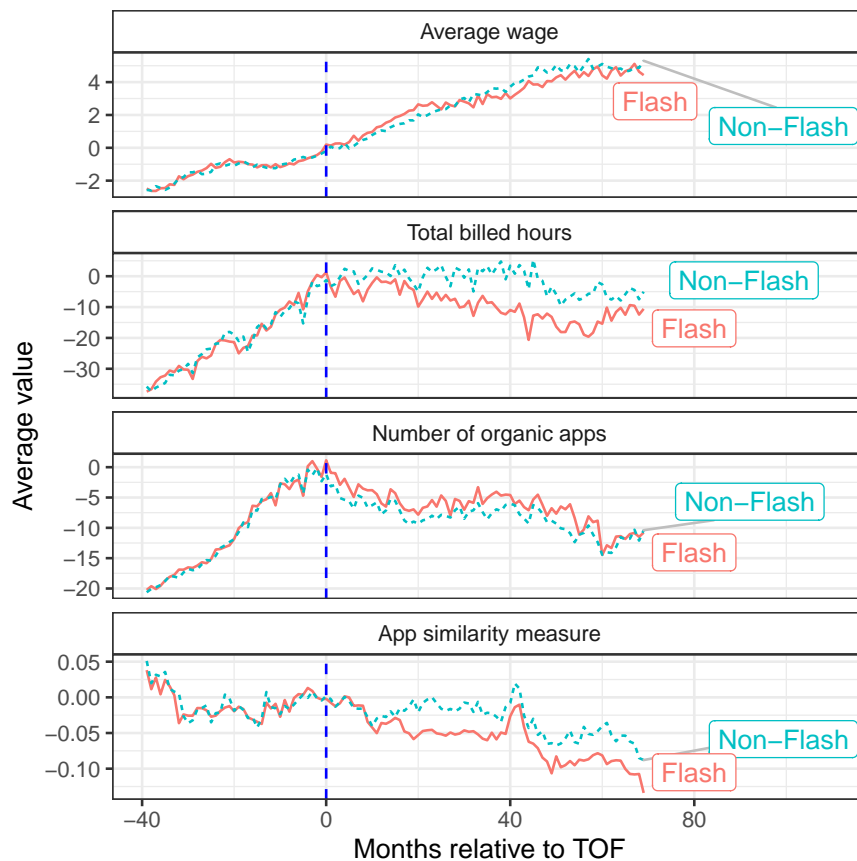 Average wage
4
2
0
−2
Flash
Non−Flash
Total billed hours
0
−10
−20
−30
Non−Flash
Flash
Average value
Number of organic apps
0
−5
−10
−15
−20
Non−Flash
Flash
App similarity measure
0.05
0.00
−0.05
−0.10
Non−Flash
Flash
−40 0 40 80
Months relative to TOF